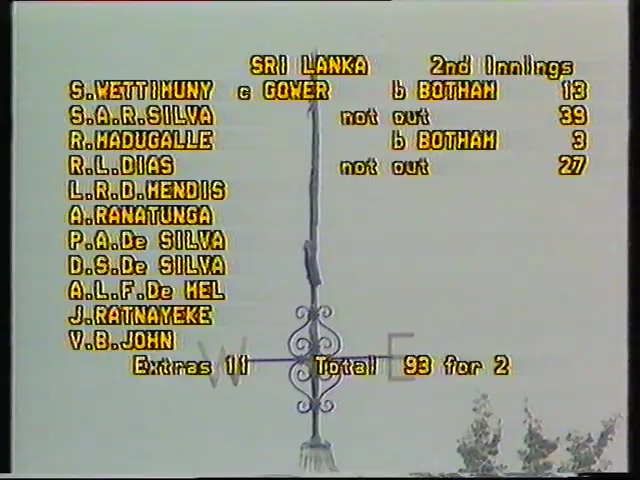 SRI LANKA 2nd Innings
S.WETTIMUNY c GOWER b BOTHAM 13
S.A.R.SILVA not out 39
R.MADUGALLE b BOTHAM 3
R.L.DIAS not out 27
L.R.D.MENDIS
A.RANATUNGA
P.A.De SILVA
D.S.De SILVA
A.L.F.De MEL
J.RATNAYEKE
V.B.JOHN
Extras 11 Total 93 for 2
W E